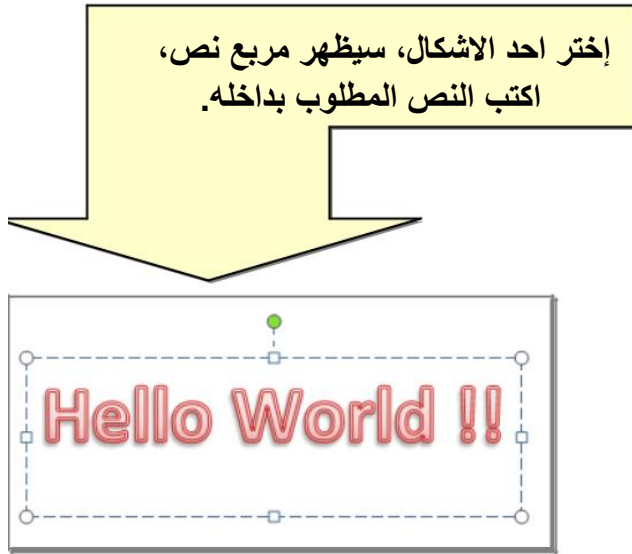 إختر احد الاشكال، سيظهر مربع نص،
اكتب النص المطلوب بداخله.
Hello World !!